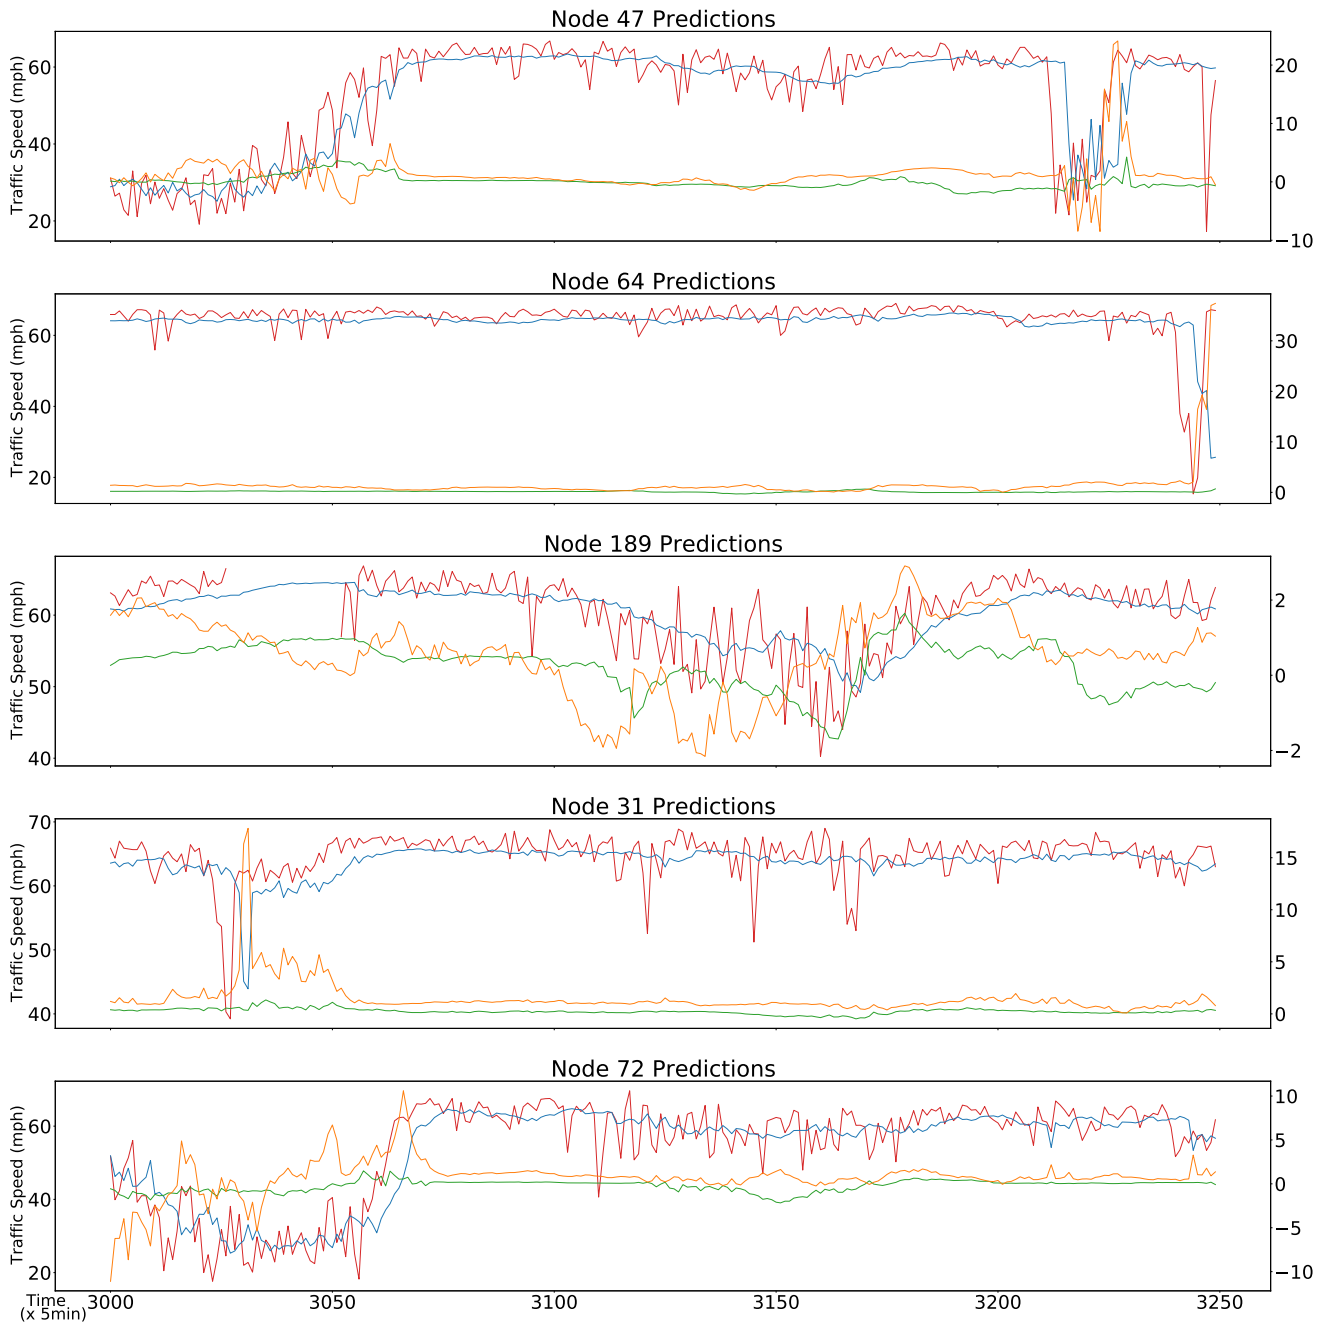 Node 47 Predictions
Traffic Speed (mph)
60
40
20
20
10
0
−10
Node 64 Predictions
Traffic Speed (mph)
60
40
20
30
20
10
0
Node 189 Predictions
Traffic Speed (mph)
60
50
40
2
0
−2
Node 31 Predictions
Traffic Speed (mph)
70
60
50
40
15
10
5
0
Node 72 Predictions
Traffic Speed (mph)
60
40
20
10
5
0
−5
−10
3000 3050 3100 3150 3200 3250
Time
(x 5min)